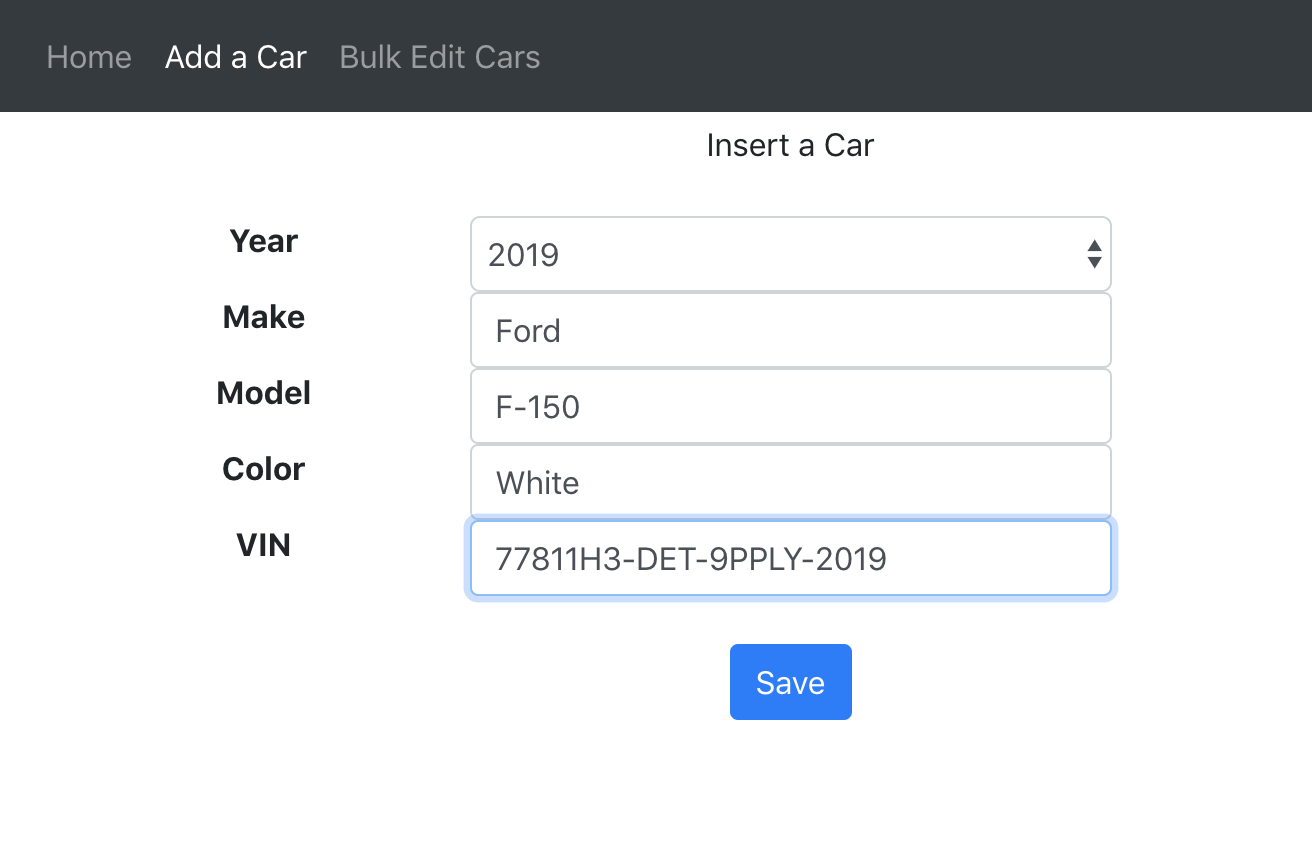 Home Add a Car Bulk Edit Cars
Insert a Car
Year 2019
Make Ford
Model F-150
Color White
VIN 77811H3-DET-9PPLY-2019
Save